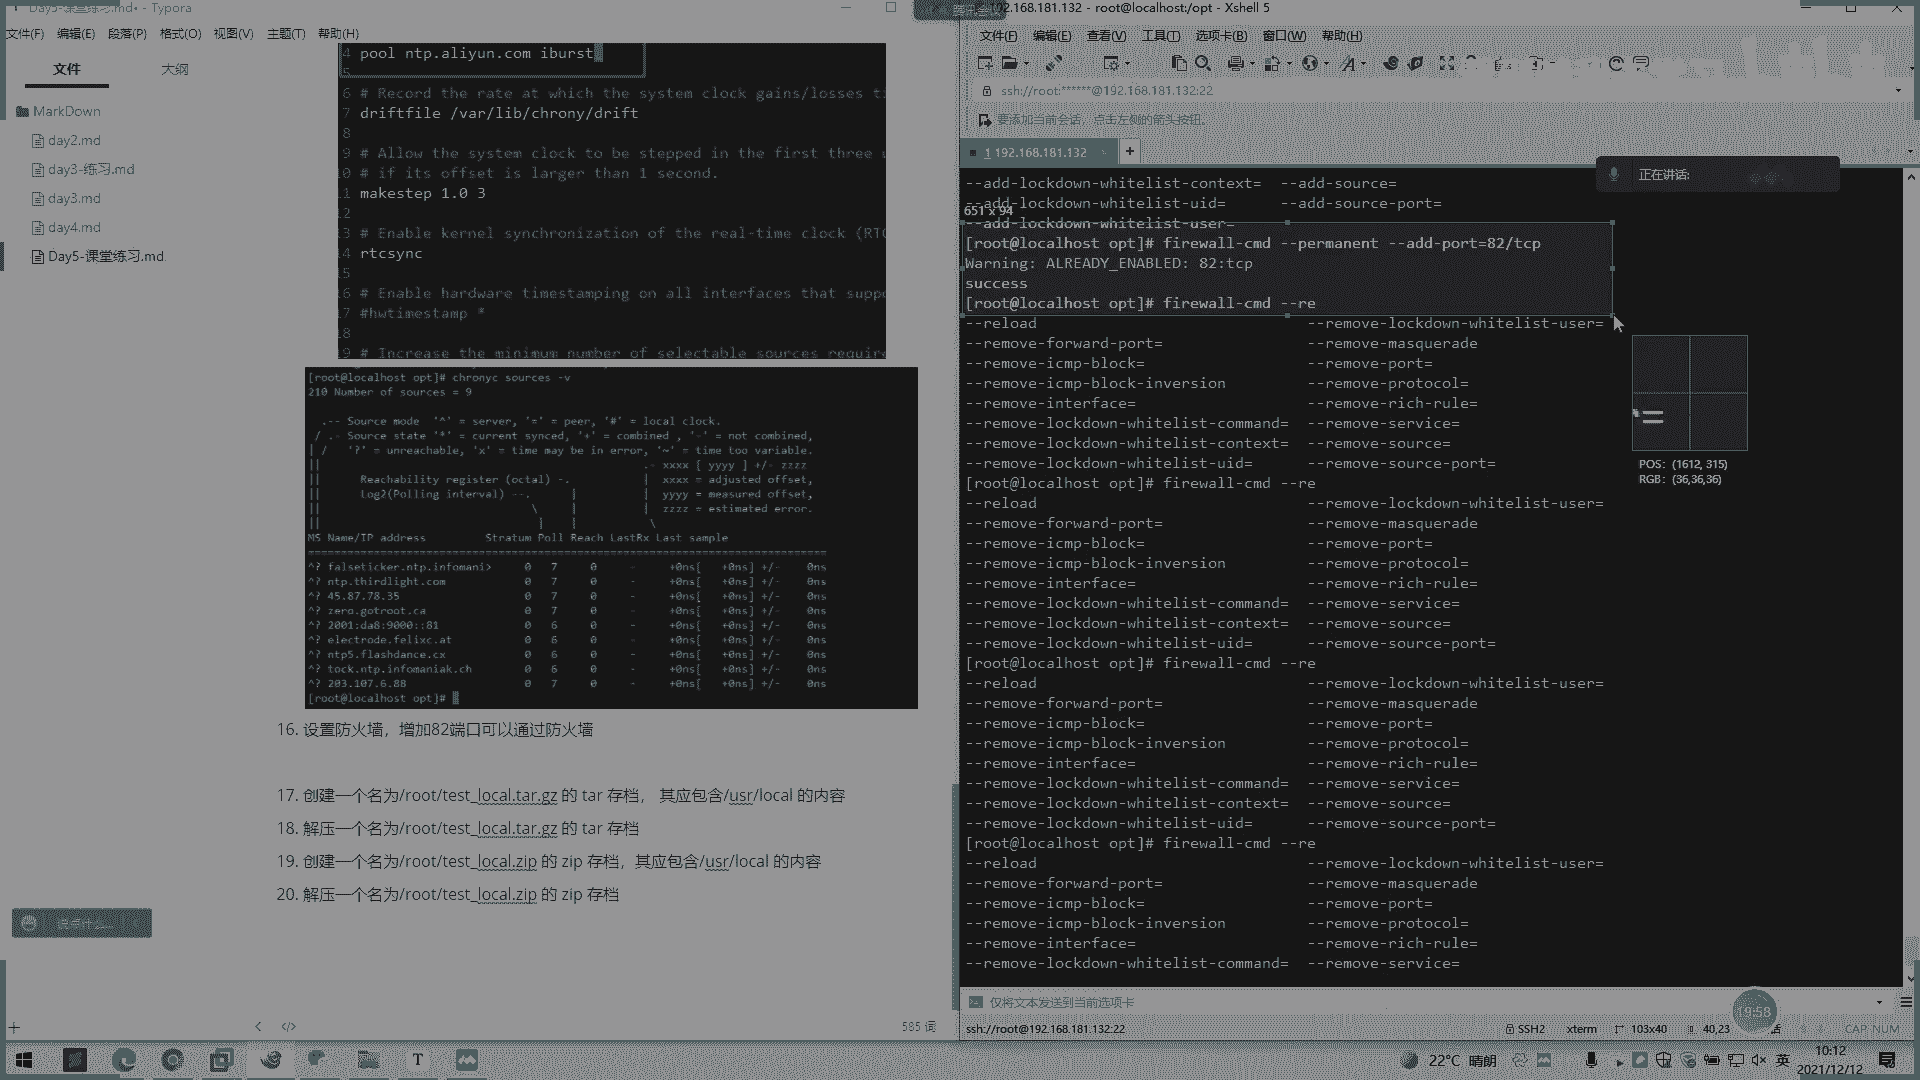 Day5-课堂练习.md• - Typora
文件(F) 编辑(E) 段落(P) 格式(O) 视图(V) 主题(T) 帮助(H)
文件 大纲
MarkDown
day2.md
day3-练习.md
day3.md
day4.md
Day5-课堂练习.md
4 pool ntp.aliyun.com iburst
5
6 # Record the rate at which the system clock gains/losses ti
7 driftfile /var/lib/chrony/drift
8
9 # Allow the system clock to be stepped in the first three u
10 # if its offset is larger than 1 second.
11 makestep 1.0 3
12
13 # Enable kernel synchronization of the real-time clock (RTC
14 rtcsync
15
16 # Enable hardware timestamping on all interfaces that suppo
17 #hwtimestamp *
18
19 # Increase the minimum number of selectable sources require
[root@localhost opt]# chronyc sources -v
210 Number of sources = 9
.-- Source mode '^' = server, '=' = peer, '#' = local clock.
/ .- Source state '*' = current synced, '+' = combined , '-' = not combined,
| / '?' = unreachable, 'x' = time may be in error, '~' = time too variable.
|| .- xxxx [ yyyy ] +/- zzzz
|| Reachability register (octal) -. | xxxx = adjusted offset,
|| Log2(Polling interval) --. | | yyyy = measured offset,
|| \ | | zzzz = estimated error.
|| | | \
MS Name/IP address Stratum Poll Reach LastRx Last sample
===============================================================================
^? falseticker.ntp.infomani> 0 7 0 - +0ns[ +0ns] +/- 0ns
^? ntp.thirdlight.com 0 7 0 - +0ns[ +0ns] +/- 0ns
^? 45.87.78.35 0 7 0 - +0ns[ +0ns] +/- 0ns
^? zero.gotroot.ca 0 7 0 - +0ns[ +0ns] +/- 0ns
^? 2001:da8:9000::81 0 6 0 - +0ns[ +0ns] +/- 0ns
^? electrode.felixc.at 0 6 0 - +0ns[ +0ns] +/- 0ns
^? ntp5.flashdance.cx 0 6 0 - +0ns[ +0ns] +/- 0ns
^? tock.ntp.infomaniak.ch 0 6 0 - +0ns[ +0ns] +/- 0ns
^? 203.107.6.88 0 7 0 - +0ns[ +0ns] +/- 0ns
[root@localhost opt]#
16. 设置防火墙，增加82端口可以通过防火墙
17. 创建一个名为/root/test_local.tar.gz 的 tar 存档， 其应包含/usr/local 的内容
18. 解压一个名为/root/test_local.tar.gz 的 tar 存档
19. 创建一个名为/root/test_local.zip 的 zip 存档，其应包含/usr/local 的内容
20. 解压一个名为/root/test_local.zip 的 zip 存档
说点什么...
+ < </> 585 词
192.168.181.132 - root@localhost:/opt - Xshell 5
文件(F) 编辑(E) 查看(V) 工具(T) 选项卡(B) 窗口(W) 帮助(H)
ssh://root:******@192.168.181.132:22
要添加当前会话，点击左侧的箭头按钮。
1 192.168.181.132 +
正在讲话:
--add-lockdown-whitelist-context= --add-source=
--add-lockdown-whitelist-uid= --add-source-port=
651 x 94
--add-lockdown-whitelist-user=
[root@localhost opt]# firewall-cmd --permanent --add-port=82/tcp
Warning: ALREADY_ENABLED: 82:tcp
success
[root@localhost opt]# firewall-cmd --re
--reload --remove-lockdown-whitelist-user=
--remove-forward-port= --remove-masquerade
--remove-icmp-block= --remove-port=
--remove-icmp-block-inversion --remove-protocol=
--remove-interface= --remove-rich-rule=
--remove-lockdown-whitelist-command= --remove-service=
--remove-lockdown-whitelist-context= --remove-source=
--remove-lockdown-whitelist-uid= --remove-source-port=
[root@localhost opt]# firewall-cmd --re
--reload --remove-lockdown-whitelist-user=
--remove-forward-port= --remove-masquerade
--remove-icmp-block= --remove-port=
--remove-icmp-block-inversion --remove-protocol=
--remove-interface= --remove-rich-rule=
--remove-lockdown-whitelist-command= --remove-service=
--remove-lockdown-whitelist-context= --remove-source=
--remove-lockdown-whitelist-uid= --remove-source-port=
[root@localhost opt]# firewall-cmd --re
--reload --remove-lockdown-whitelist-user=
--remove-forward-port= --remove-masquerade
--remove-icmp-block= --remove-port=
--remove-icmp-block-inversion --remove-protocol=
--remove-interface= --remove-rich-rule=
--remove-lockdown-whitelist-command= --remove-service=
--remove-lockdown-whitelist-context= --remove-source=
--remove-lockdown-whitelist-uid= --remove-source-port=
[root@localhost opt]# firewall-cmd --re
--reload --remove-lockdown-whitelist-user=
--remove-forward-port= --remove-masquerade
--remove-icmp-block= --remove-port=
--remove-icmp-block-inversion --remove-protocol=
--remove-interface= --remove-rich-rule=
--remove-lockdown-whitelist-command= --remove-service=
POS: (1612, 315)
RGB: (36,36,36)
仅将文本发送到当前选项卡
19:58
ssh://root@192.168.181.132:22 SSH2 xterm 103x40 40,23 CAP NUM
22°C 晴朗 英 10:12
2021/12/12